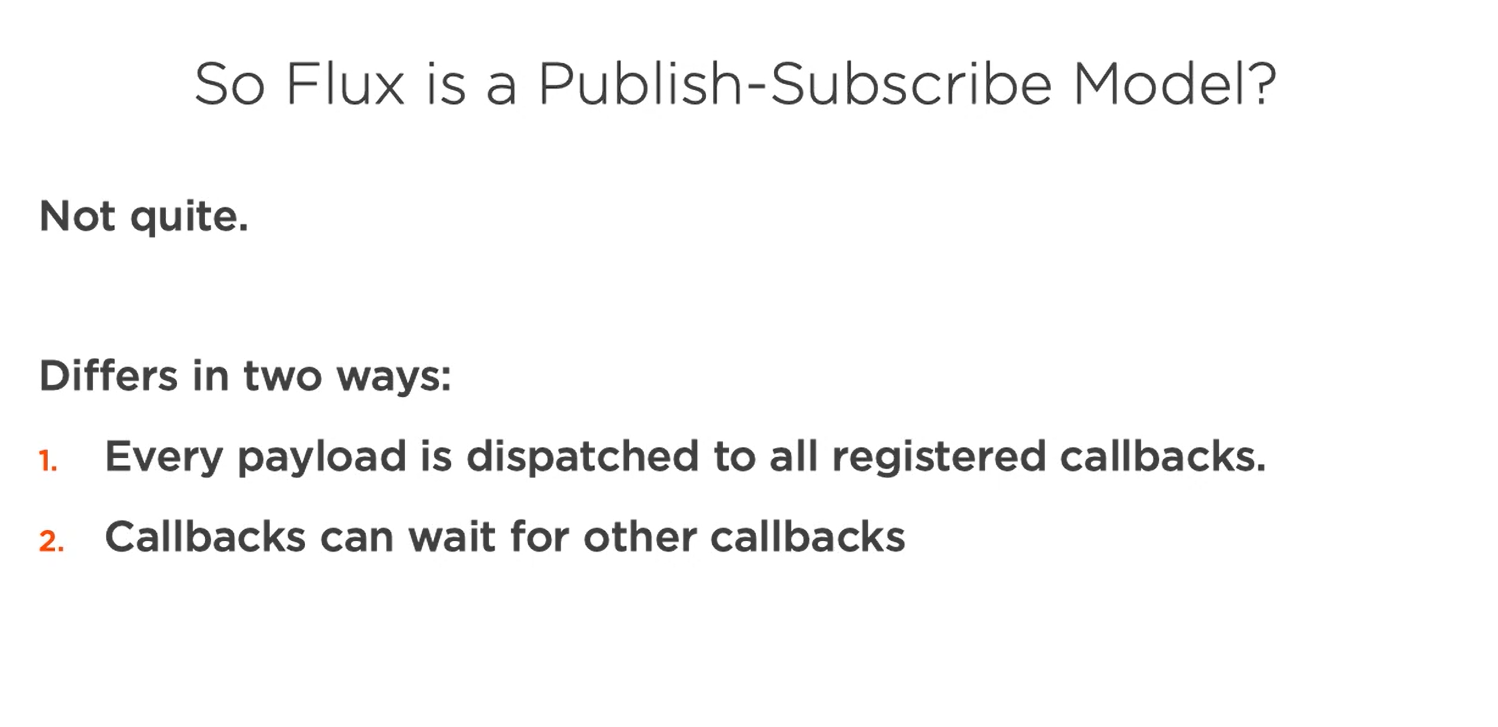 So Flux is a Publish-Subscribe Model?
Not quite.
Differs in two ways:
1. Every payload is dispatched to all registered callbacks.
2. Callbacks can wait for other callbacks